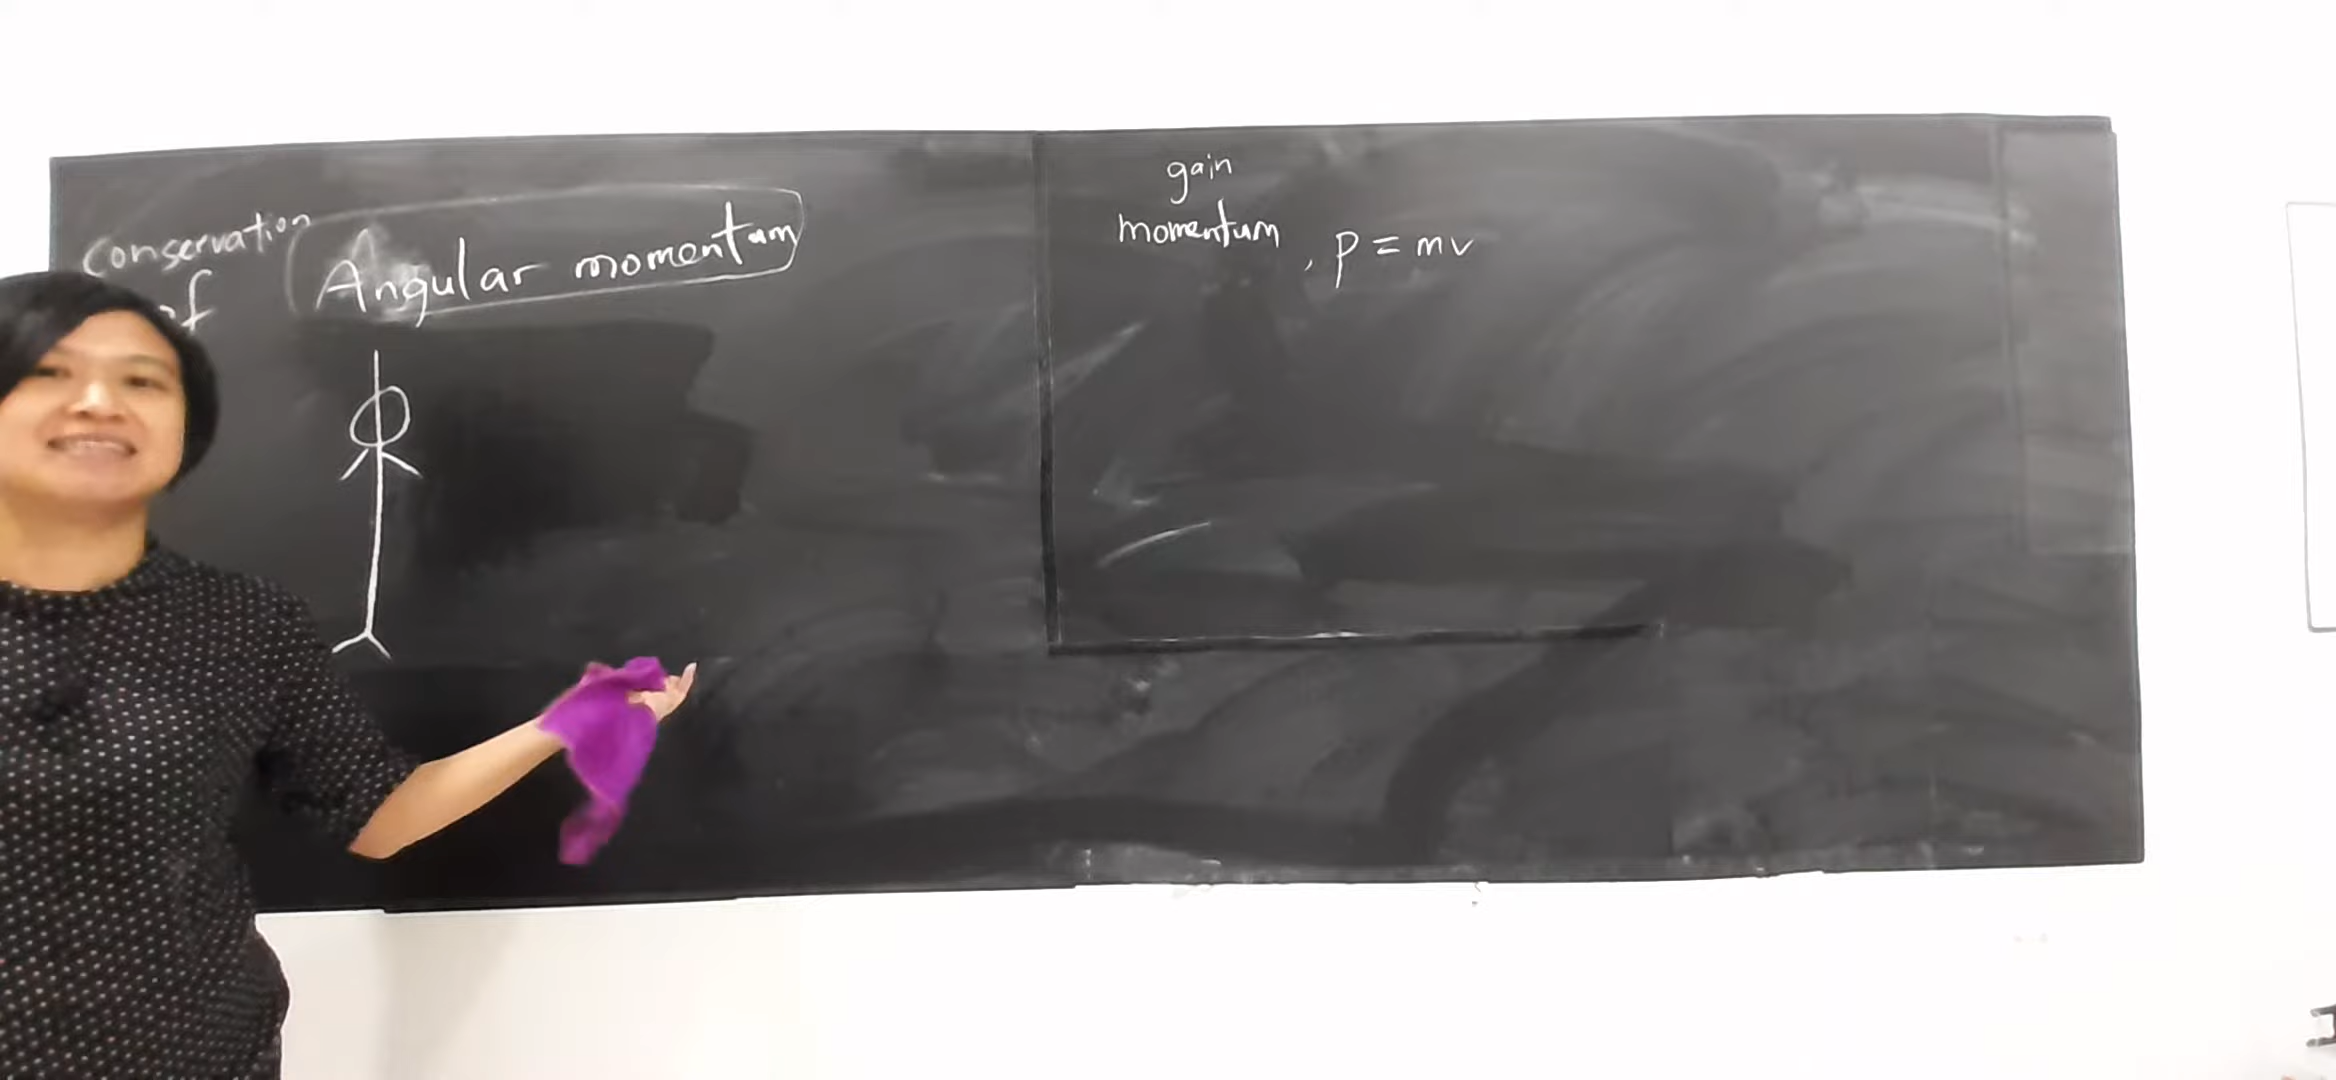 conservation
of
Angular momentum
gain
momentum, p = mv